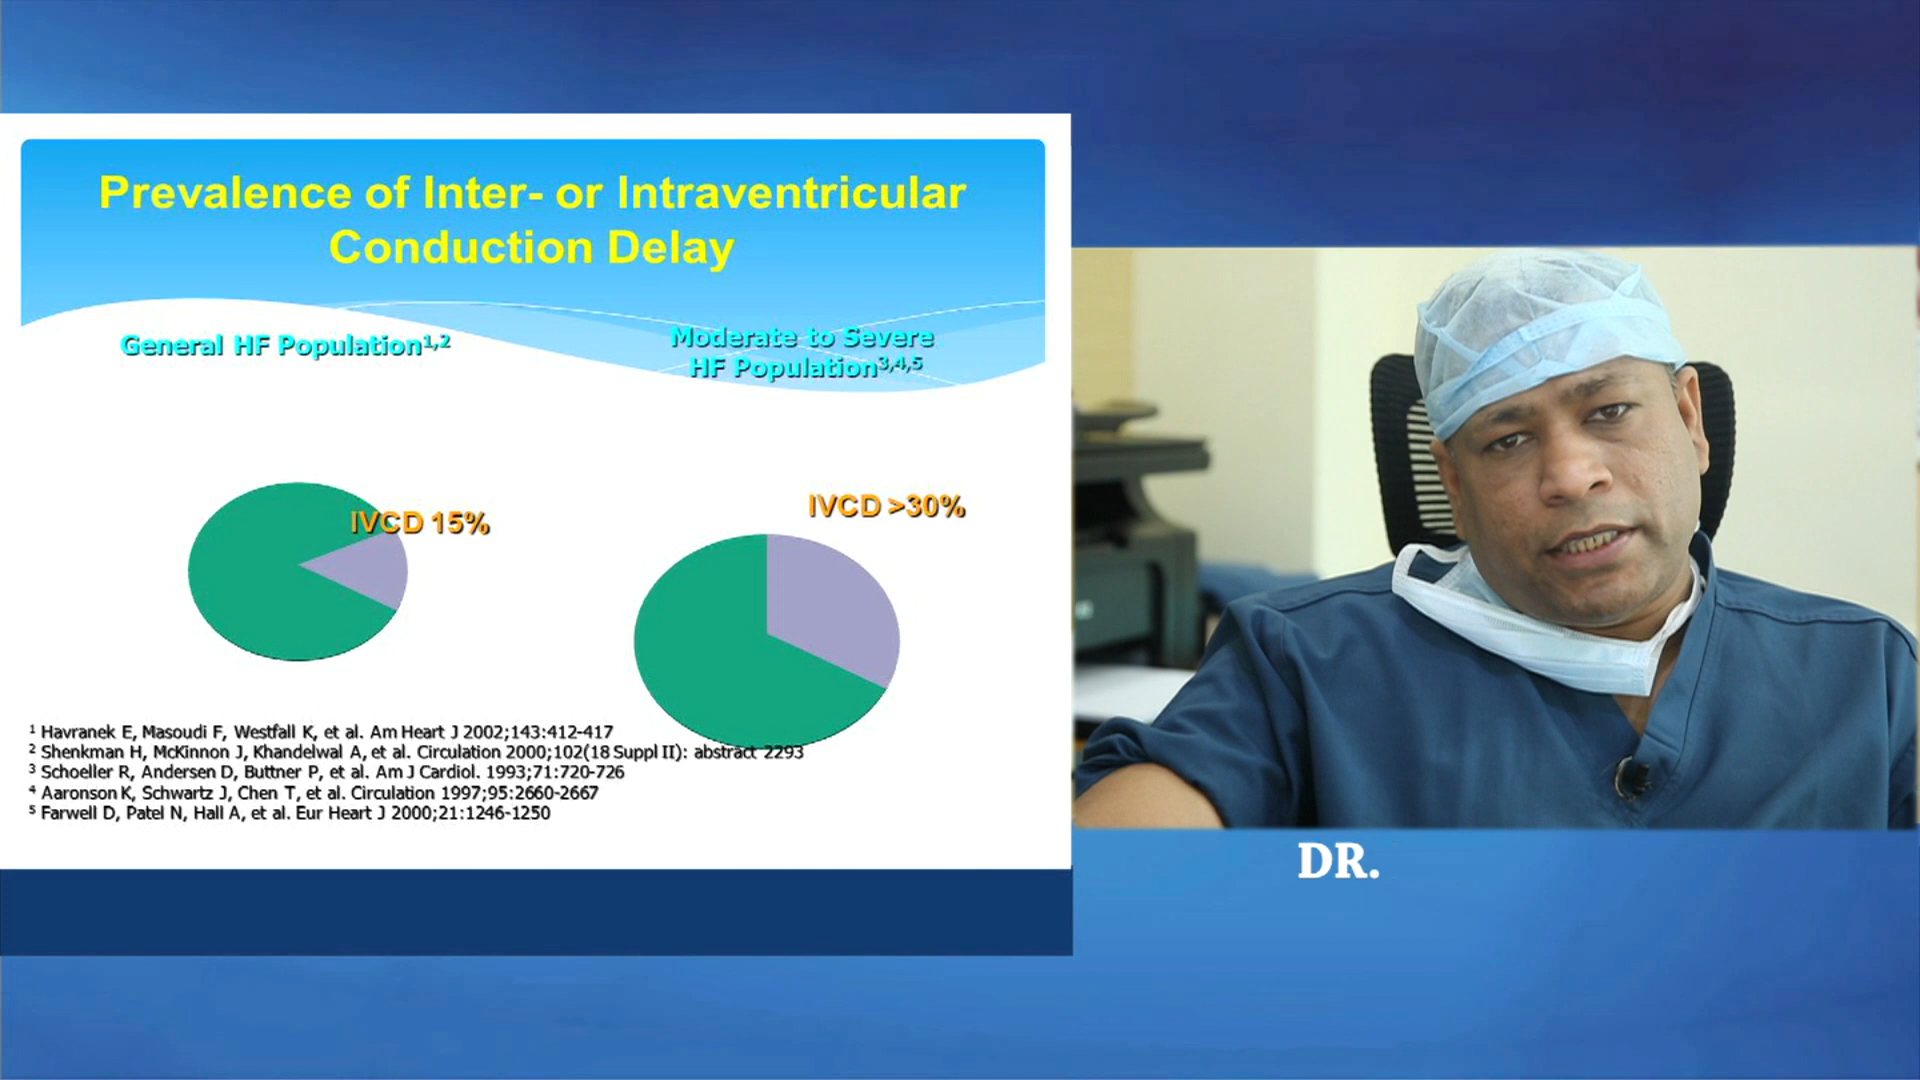 Prevalence of Inter- or Intraventricular
Conduction Delay
General HF Population1,2
Moderate to Severe
HF Population3,4,5
IVCD 15%
IVCD >30%
1 Havranek E, Masoudi F, Westfall K, et al. Am Heart J 2002;143:412-417
2 Shenkman H, McKinnon J, Khandelwal A, et al. Circulation 2000;102(18 Suppl II): abstract 2293
3 Schoeller R, Andersen D, Buttner P, et al. Am J Cardiol. 1993;71:720-726
4 Aaronson K, Schwartz J, Chen T, et al. Circulation 1997;95:2660-2667
5 Farwell D, Patel N, Hall A, et al. Eur Heart J 2000;21:1246-1250
DR.